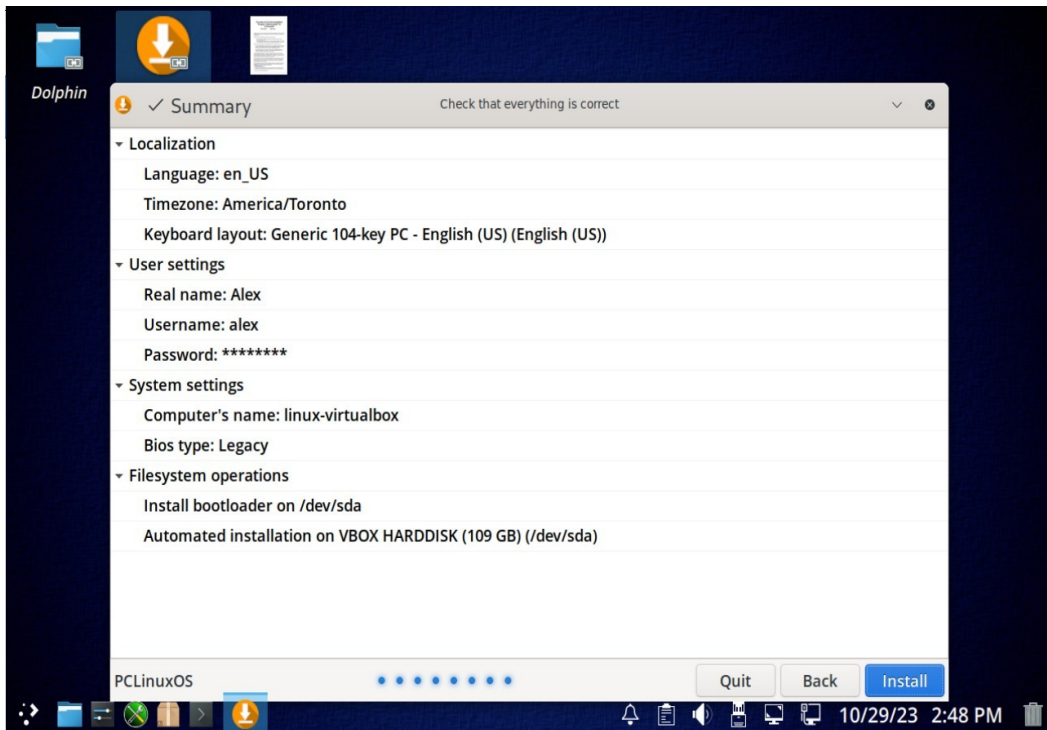 Dolphin
Summary
Check that everything is correct
Localization
Language: en_US
Timezone: America/Toronto
Keyboard layout: Generic 104-key PC - English (US) (English (US))
User settings
Real name: Alex
Username: alex
Password: ********
System settings
Computer's name: linux-virtualbox
Bios type: Legacy
Filesystem operations
Install bootloader on /dev/sda
Automated installation on VBOX HARDDISK (109 GB) (/dev/sda)
PCLinuxOS
Quit
Back
Install
10/29/23 2:48 PM